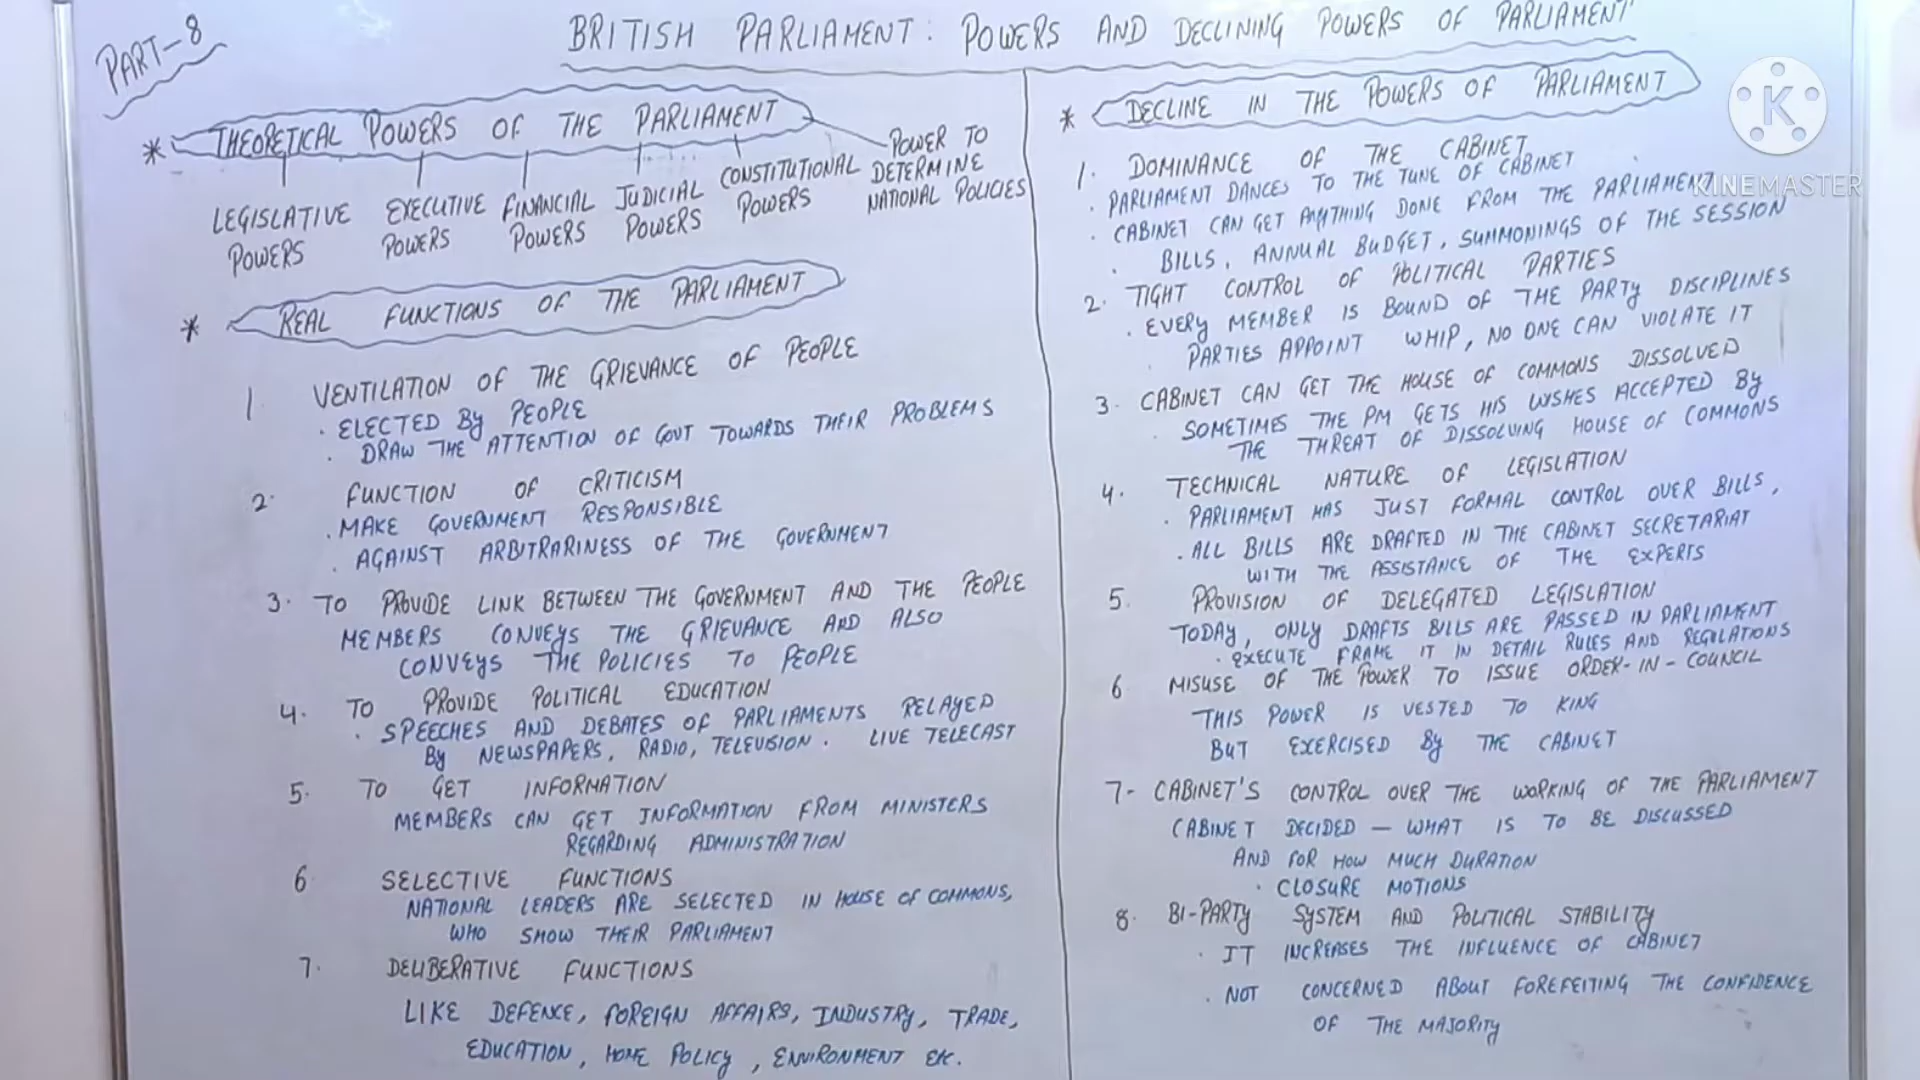 PART-8
BRITISH PARLIAMENT: POWERS AND DECLINING POWERS OF PARLIAMENT
* THEORETICAL POWERS OF THE PARLIAMENT
LEGISLATIVE POWERS
EXECUTIVE POWERS
FINANCIAL POWERS
JUDICIAL POWERS
CONSTITUTIONAL POWERS
POWER TO DETERMINE NATIONAL POLICIES
* REAL FUNCTIONS OF THE PARLIAMENT
1. VENTILATION OF THE GRIEVANCE OF PEOPLE
. ELECTED BY PEOPLE
. DRAW THE ATTENTION OF GOVT TOWARDS THEIR PROBLEMS
2. FUNCTION OF CRITICISM
. MAKE GOVERNMENT RESPONSIBLE
. AGAINST ARBITRARINESS OF THE GOVERNMENT
3. TO PROVIDE LINK BETWEEN THE GOVERNMENT AND THE PEOPLE
MEMBERS CONVEYS THE GRIEVANCE AND ALSO
CONVEYS THE POLICIES TO PEOPLE
4. TO PROVIDE POLITICAL EDUCATION
. SPEECHES AND DEBATES OF PARLIAMENTS RELAYED
BY NEWSPAPERS, RADIO, TELEVISION. LIVE TELECAST
5. TO GET INFORMATION
MEMBERS CAN GET INFORMATION FROM MINISTERS
REGARDING ADMINISTRATION
6 SELECTIVE FUNCTIONS
NATIONAL LEADERS ARE SELECTED IN HOUSE OF COMMONS,
WHO SHOW THEIR PARLIAMENT
7. DELIBERATIVE FUNCTIONS
LIKE DEFENCE, FOREIGN AFFAIRS, INDUSTRY, TRADE,
EDUCATION, HOME POLICY, ENVIRONMENT ETC.
* DECLINE IN THE POWERS OF PARLIAMENT
1. DOMINANCE OF THE CABINET
. PARLIAMENT DANCES TO THE TUNE OF CABINET
. CABINET CAN GET ANYTHING DONE FROM THE PARLIAMENT
. BILLS, ANNUAL BUDGET, SUMMONINGS OF THE SESSION
2. TIGHT CONTROL OF POLITICAL PARTIES
. EVERY MEMBER IS BOUND OF THE PARTY DISCIPLINES
. PARTIES APPOINT WHIP, NO ONE CAN VIOLATE IT
3. CABINET CAN GET THE HOUSE OF COMMONS DISSOLVED
. SOMETIMES THE PM GETS HIS WISHES ACCEPTED BY
THE THREAT OF DISSOLVING HOUSE OF COMMONS
4. TECHNICAL NATURE OF LEGISLATION
. PARLIAMENT HAS JUST FORMAL CONTROL OVER BILLS,
. ALL BILLS ARE DRAFTED IN THE CABINET SECRETARIAT
WITH THE ASSISTANCE OF THE EXPERTS
5. PROVISION OF DELEGATED LEGISLATION
TODAY, ONLY DRAFTS BILLS ARE PASSED IN PARLIAMENT
. EXECUTE FRAME IT IN DETAIL RULES AND REGULATIONS
6 MISUSE OF THE POWER TO ISSUE ORDER-IN-COUNCIL
THIS POWER IS VESTED TO KING
BUT EXERCISED BY THE CABINET
7- CABINET'S CONTROL OVER THE WORKING OF THE PARLIAMENT
CABINET DECIDED — WHAT IS TO BE DISCUSSED
AND FOR HOW MUCH DURATION
. CLOSURE MOTIONS
8. BI-PARTY SYSTEM AND POLITICAL STABILITY
. IT INCREASES THE INFLUENCE OF CABINET
. NOT CONCERNED ABOUT FOREFEITING THE CONFIDENCE
OF THE MAJORITY
K
KINEMASTER